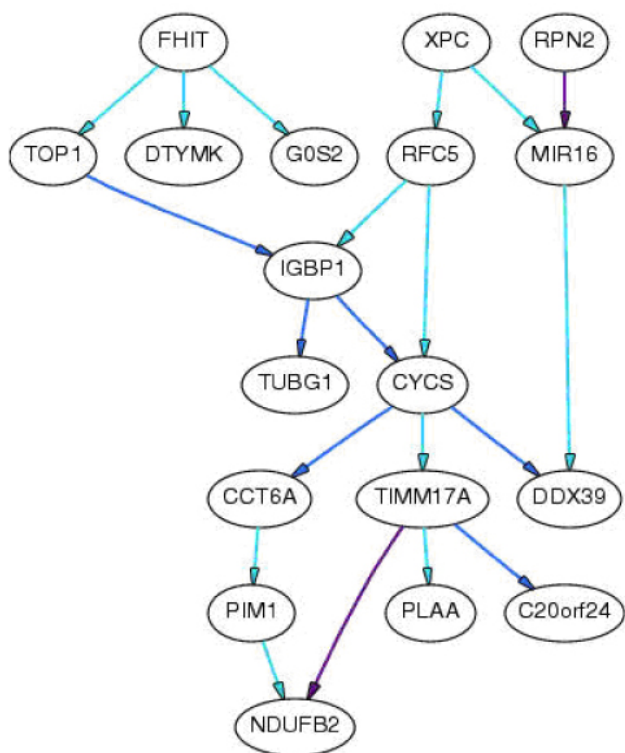 FHIT XPC RPN2
TOP1 DTYMK G0S2 RFC5 MIR16
IGBP1
TUBG1 CYCS
CCT6A TIMM17A DDX39
PIM1 PLAA C20orf24
NDUFB2